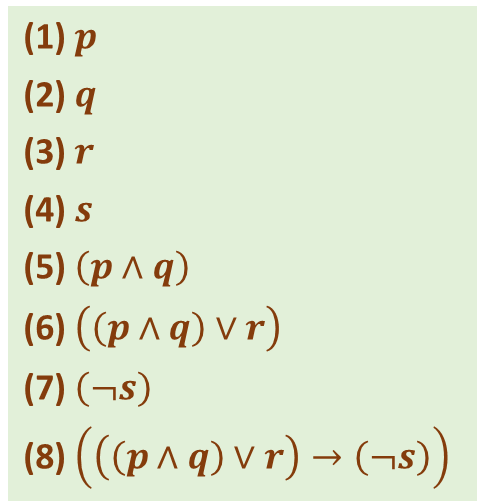 (1) p
(2) q
(3) r
(4) s
(5) (p ∧ q)
(6) ((p ∧ q) ∨ r)
(7) (¬s)
(8) (((p ∧ q) ∨ r) → (¬s))